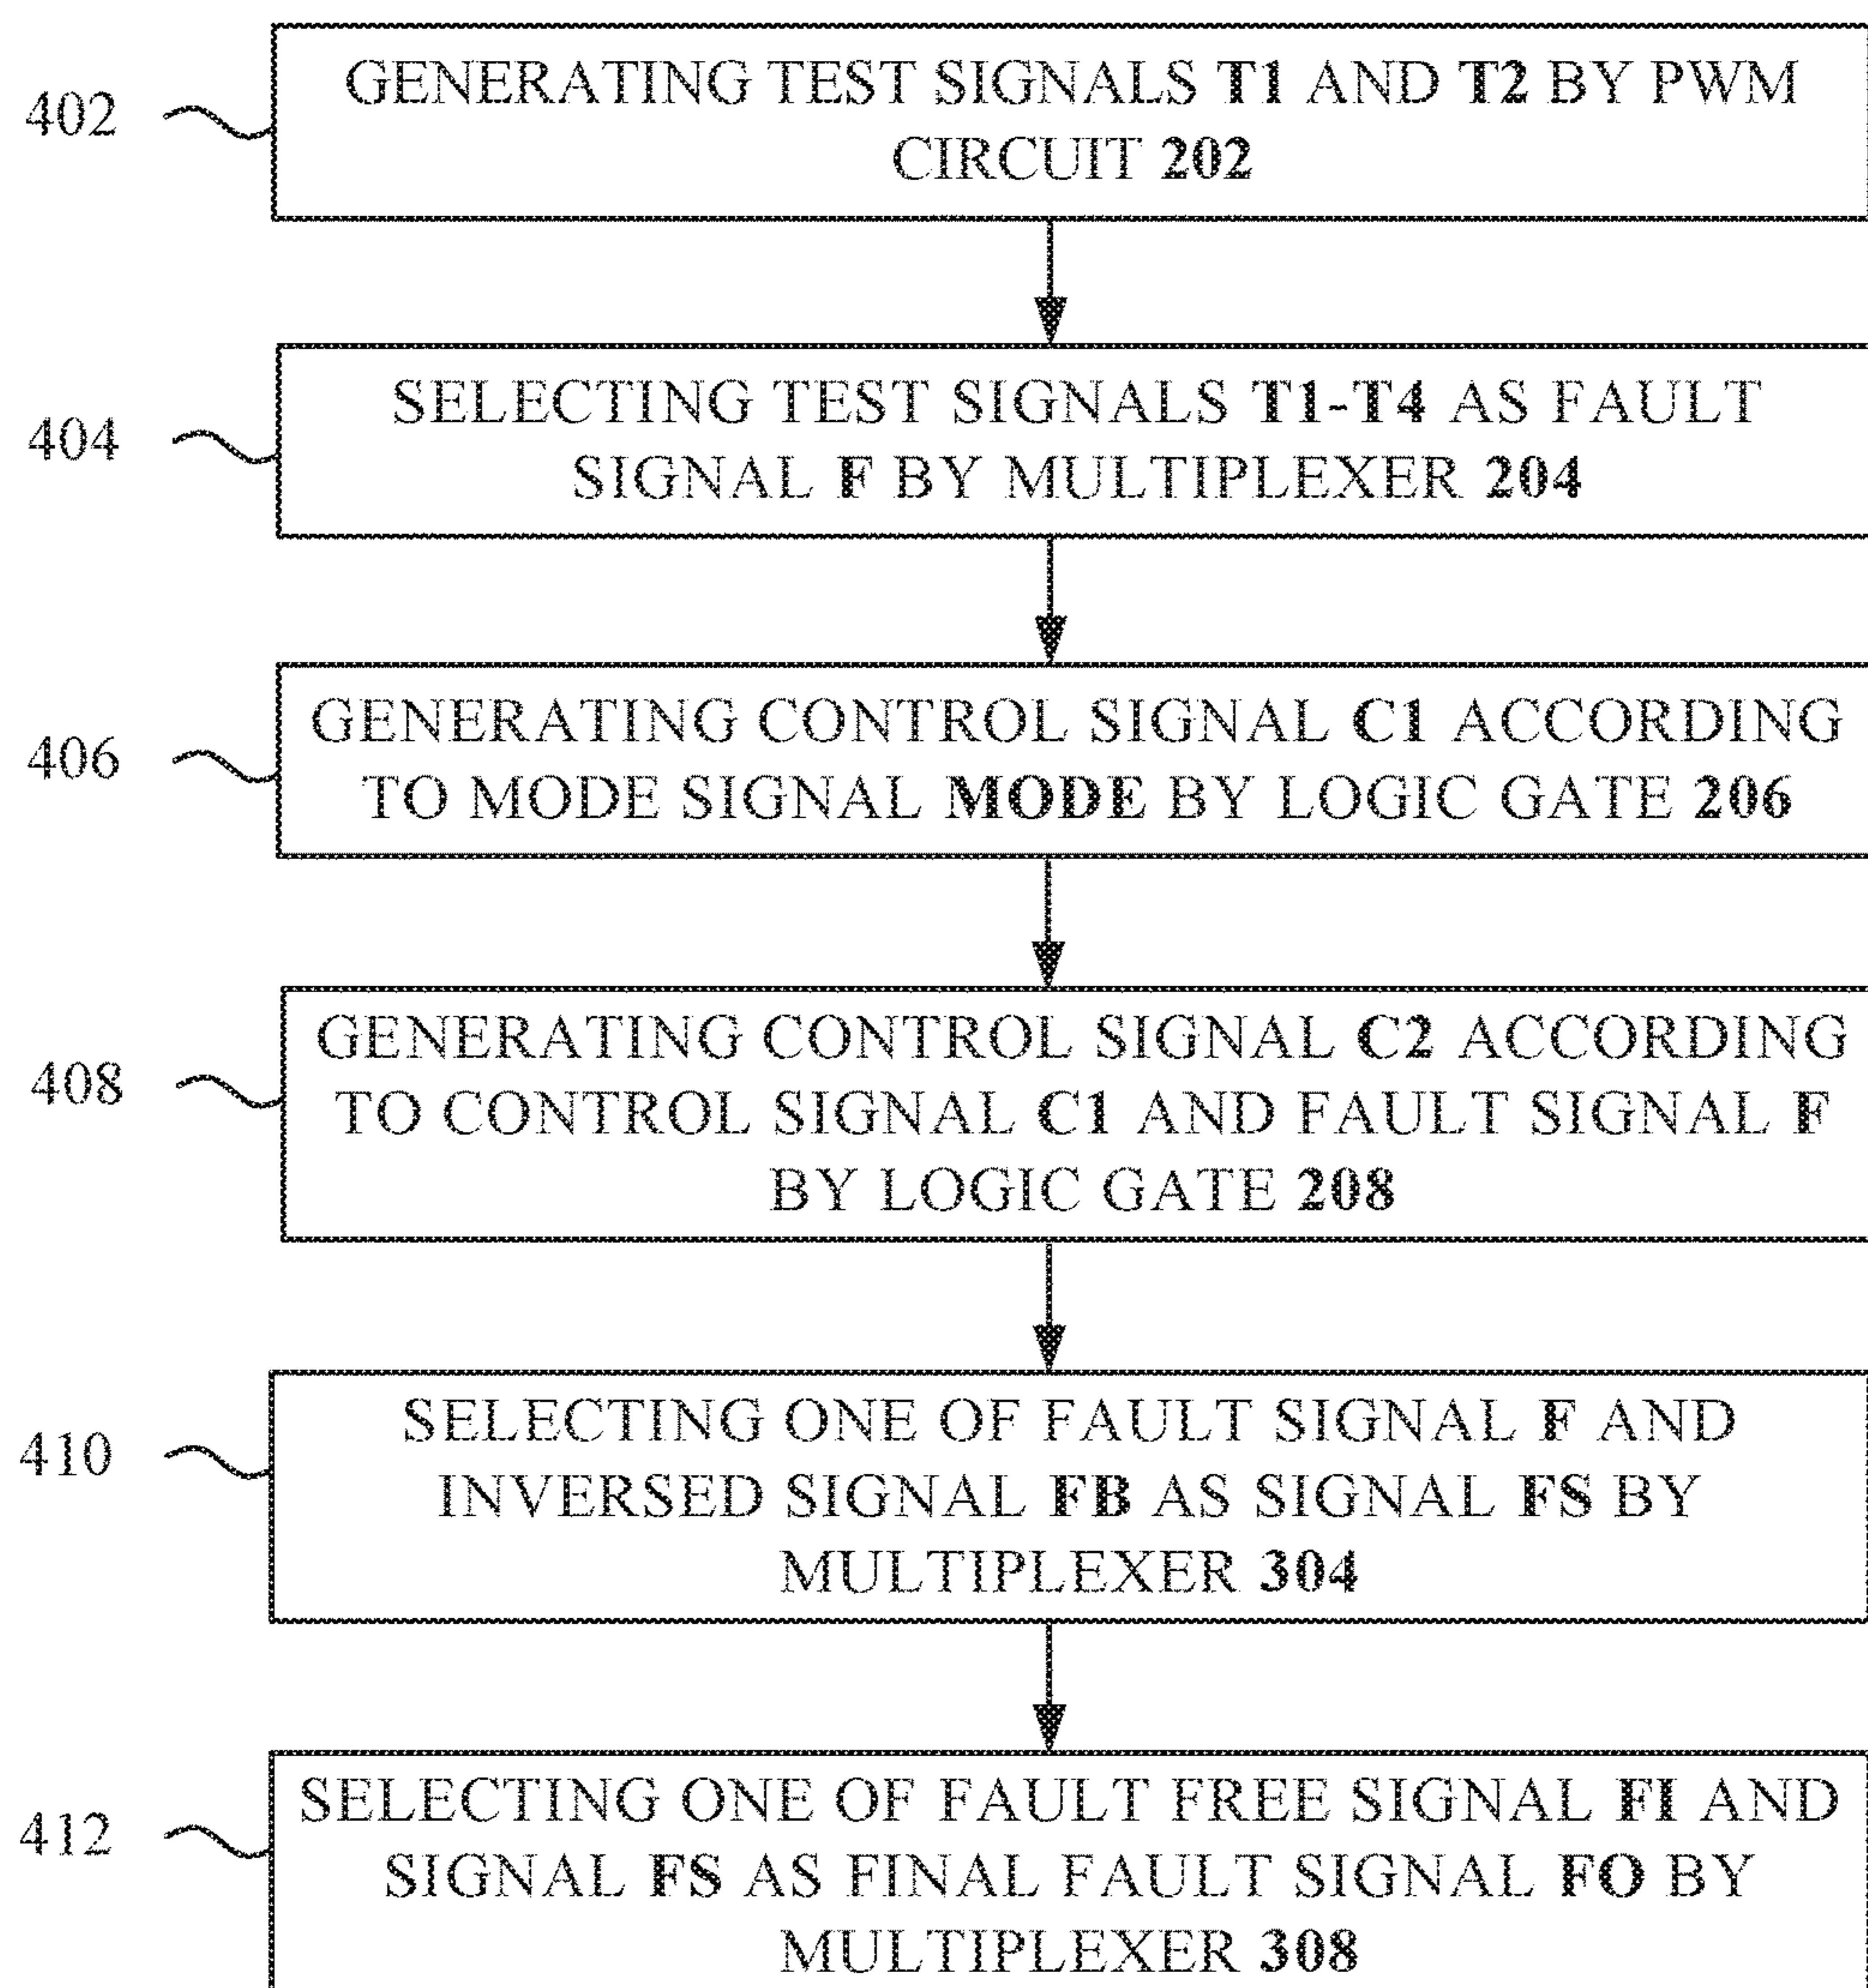 402
GENERATING TEST SIGNALS T1 AND T2 BY PWM
CIRCUIT 202
404
SELECTING TEST SIGNALS T1-T4 AS FAULT
SIGNAL F BY MULTIPLEXER 204
406
GENERATING CONTROL SIGNAL C1 ACCORDING
TO MODE SIGNAL MODE BY LOGIC GATE 206
408
GENERATING CONTROL SIGNAL C2 ACCORDING
TO CONTROL SIGNAL C1 AND FAULT SIGNAL F
BY LOGIC GATE 208
410
SELECTING ONE OF FAULT SIGNAL F AND
INVERSED SIGNAL FB AS SIGNAL FS BY
MULTIPLEXER 304
412
SELECTING ONE OF FAULT FREE SIGNAL FI AND
SIGNAL FS AS FINAL FAULT SIGNAL FO BY
MULTIPLEXER 308